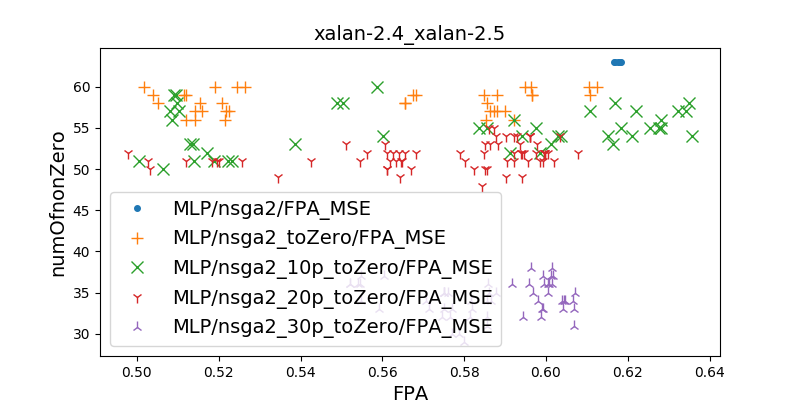 xalan-2.4_xalan-2.5
numOfnonZero
60
55
50
45
40
35
30
MLP/nsga2/FPA_MSE
MLP/nsga2_toZero/FPA_MSE
MLP/nsga2_10p_toZero/FPA_MSE
MLP/nsga2_20p_toZero/FPA_MSE
MLP/nsga2_30p_toZero/FPA_MSE
0.50 0.52 0.54 0.56 0.58 0.60 0.62 0.64
FPA